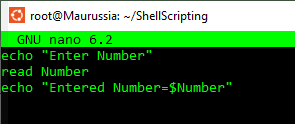 root@Maurussia: ~/ShellScripting
GNU nano 6.2
echo "Enter Number"
read Number
echo "Entered Number=$Number"